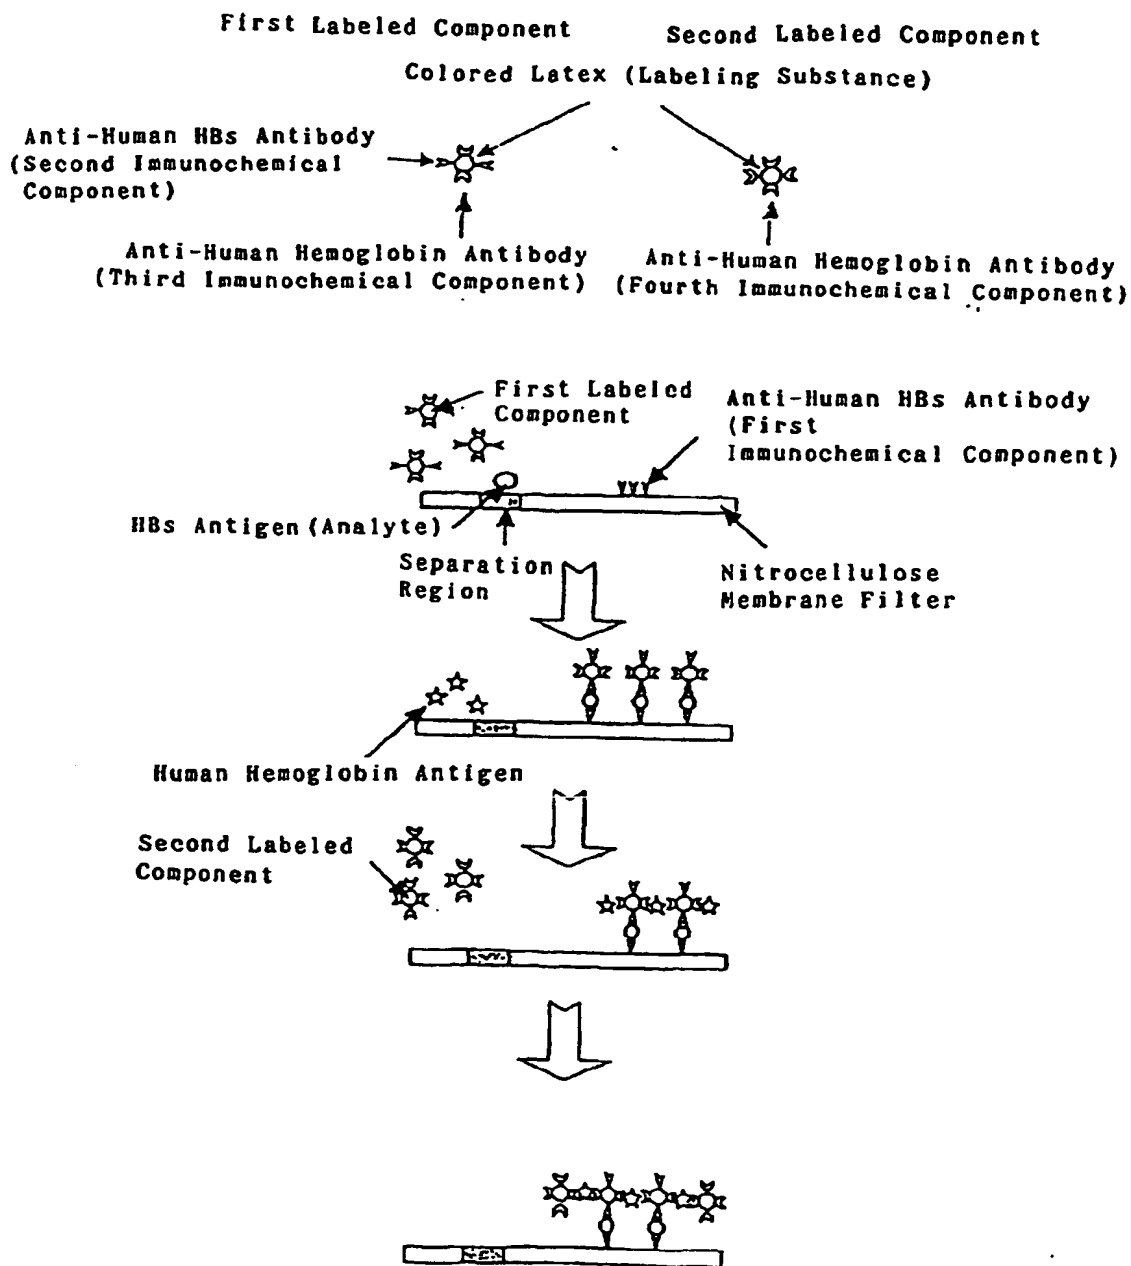 First Labeled Component
Second Labeled Component
Colored Latex (Labeling Substance)
Anti-Human HBs Antibody
(Second Immunochemical
Component)
Anti-Human Hemoglobin Antibody
(Third Immunochemical Component)
Anti-Human Hemoglobin Antibody
(Fourth Immunochemical Component)
First Labeled
Component
Anti-Human HBs Antibody
(First
Immunochemical Component)
HBs Antigen (Analyte)
Separation
Region
Nitrocellulose
Membrane Filter
Human Hemoglobin Antigen
Second Labeled
Component